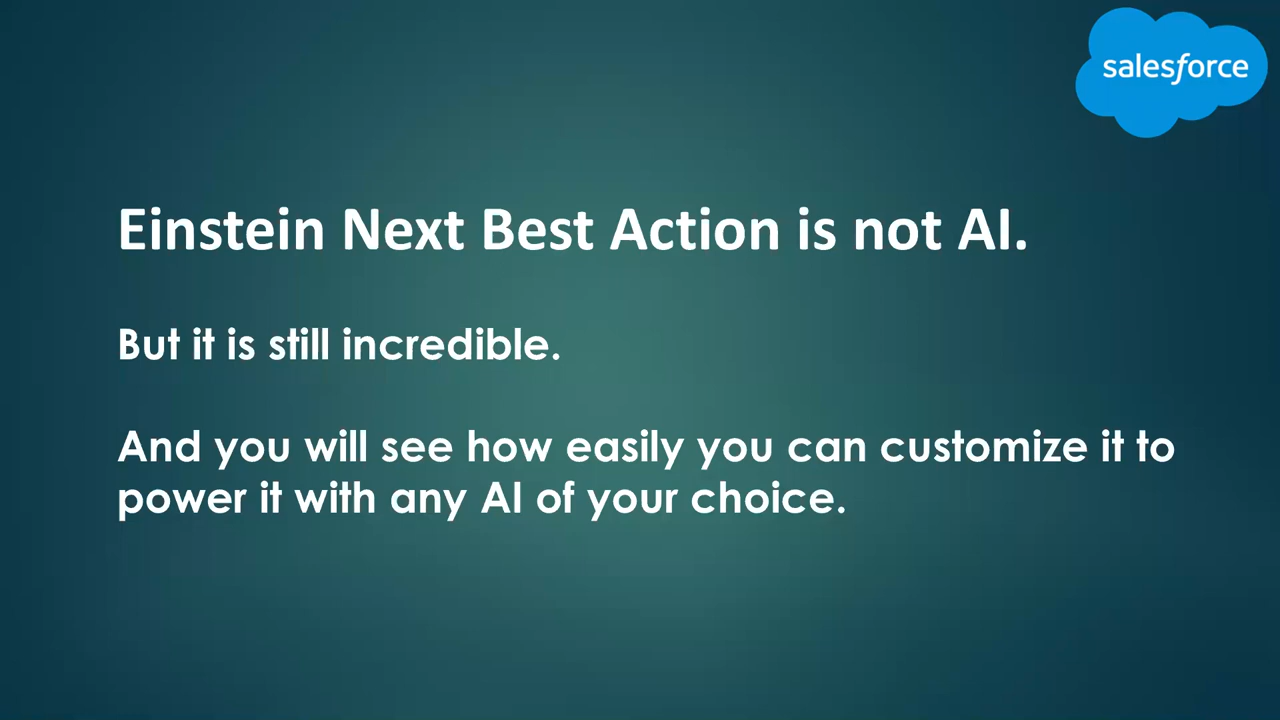 salesforce
Einstein Next Best Action is not AI.
But it is still incredible.
And you will see how easily you can customize it to
power it with any AI of your choice.